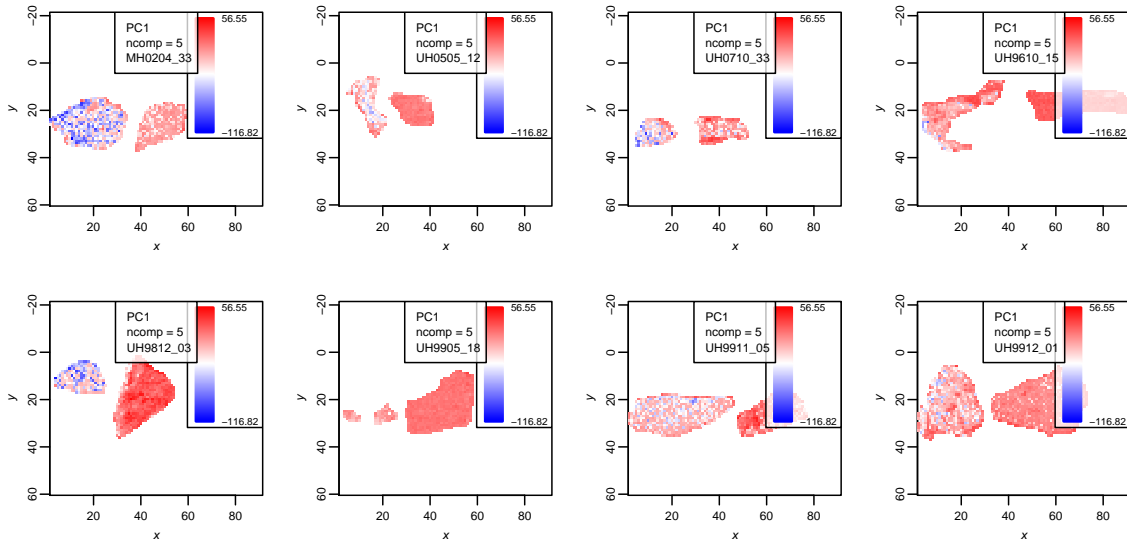 PC1
ncomp = 5
MH0204_33
56.55
−116.82
−20
0
20
40
60
y
20 40 60 80
x
PC1
ncomp = 5
UH0505_12
56.55
−116.82
−20
0
20
40
60
y
20 40 60 80
x
PC1
ncomp = 5
UH0710_33
56.55
−116.82
−20
0
20
40
60
y
20 40 60 80
x
PC1
ncomp = 5
UH9610_15
56.55
−116.82
−20
0
20
40
60
y
20 40 60 80
x
PC1
ncomp = 5
UH9812_03
56.55
−116.82
−20
0
20
40
60
y
20 40 60 80
x
PC1
ncomp = 5
UH9905_18
56.55
−116.82
−20
0
20
40
60
y
20 40 60 80
x
PC1
ncomp = 5
UH9911_05
56.55
−116.82
−20
0
20
40
60
y
20 40 60 80
x
PC1
ncomp = 5
UH9912_01
56.55
−116.82
−20
0
20
40
60
y
20 40 60 80
x